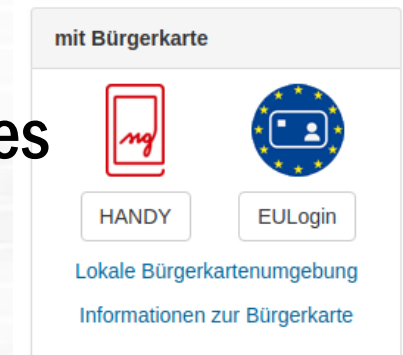 mit Bürgerkarte
es
HANDY
EULogin
Lokale Bürgerkartenumgebung
Informationen zur Bürgerkarte